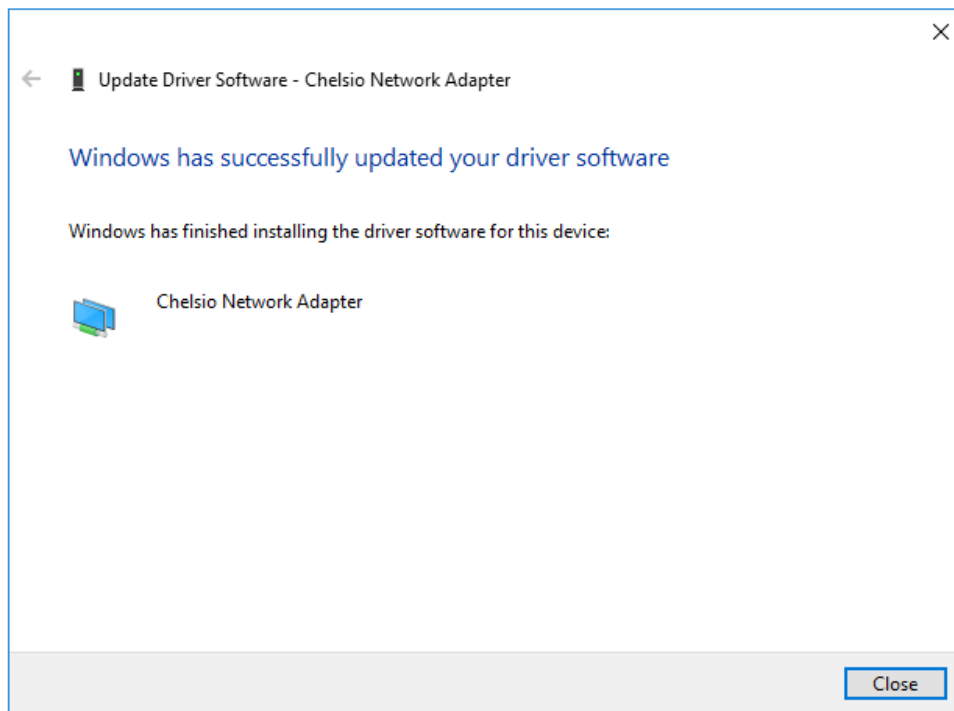 Update Driver Software - Chelsio Network Adapter
Windows has successfully updated your driver software
Windows has finished installing the driver software for this device:
Chelsio Network Adapter
Close